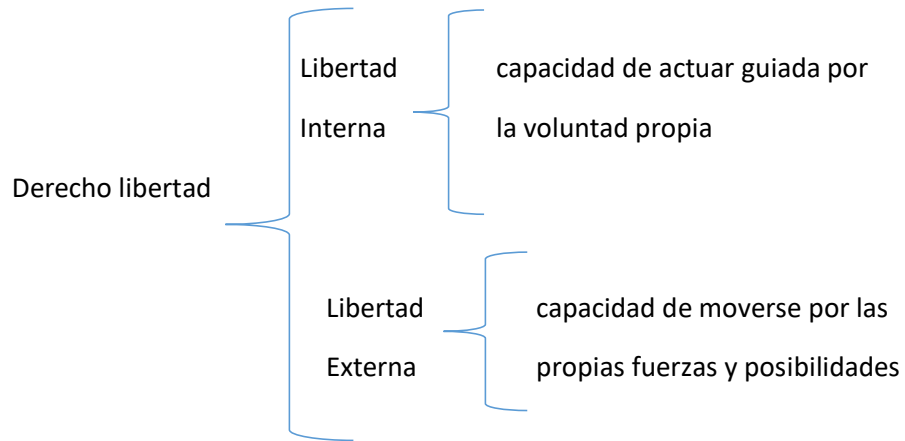 Libertad
capacidad de actuar guiada por
Interna
la voluntad propia
Derecho libertad
Libertad
capacidad de moverse por las
Externa
propias fuerzas y posibilidades